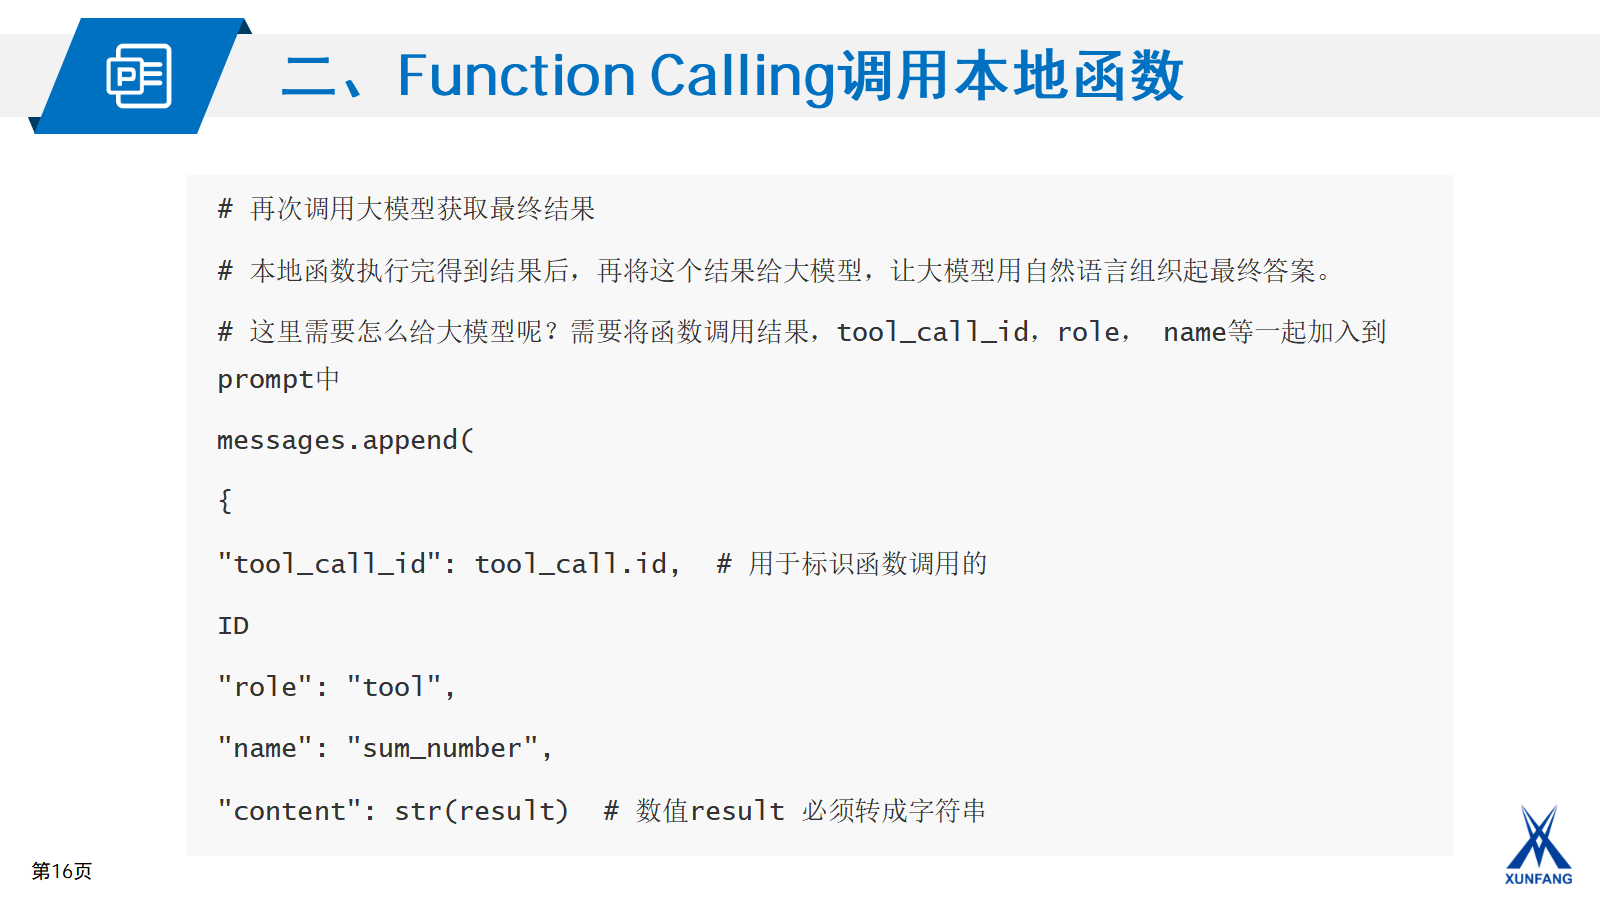 二、Function Calling调用本地函数
# 再次调用大模型获取最终结果
# 本地函数执行完得到结果后，再将这个结果给大模型，让大模型用自然语言组织起最终答案。
# 这里需要怎么给大模型呢？需要将函数调用结果，tool_call_id，role， name等一起加入到
prompt中
messages.append(
{
"tool_call_id": tool_call.id,  # 用于标识函数调用的
ID
"role": "tool",
"name": "sum_number",
"content": str(result)  # 数值result 必须转成字符串
第16页
XUNFANG